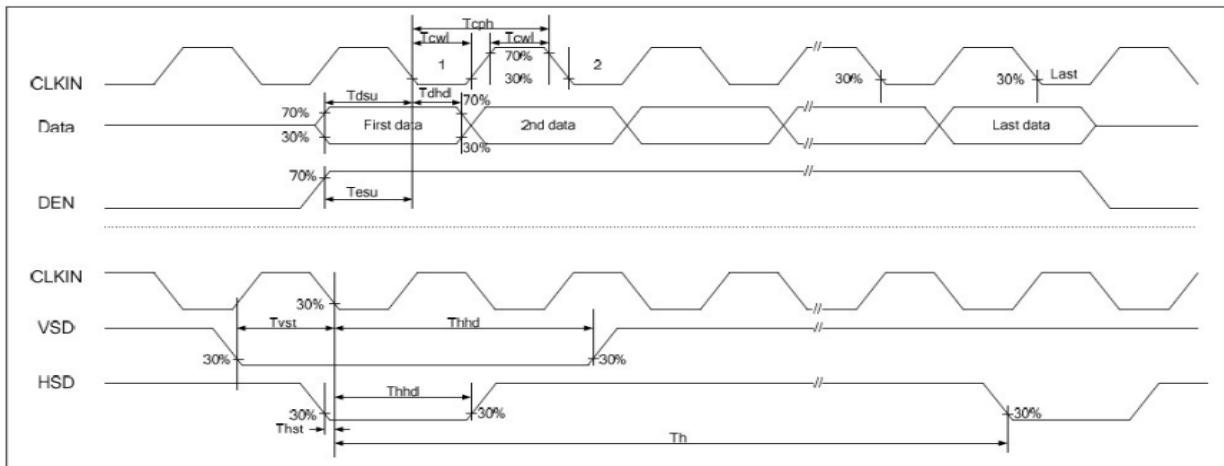 Tcph
Tcwl Tcwl
1 70% 2
CLKIN 30% 30% 30% Last
Tdsu Tdhd
70% 70%
Data First data 2nd data Last data
30% 30%
70%
DEN Tesu
CLKIN
30%
VSD Tvst Thhd
30% 30%
HSD Thhd
30% 30% 30%
Thst
Th